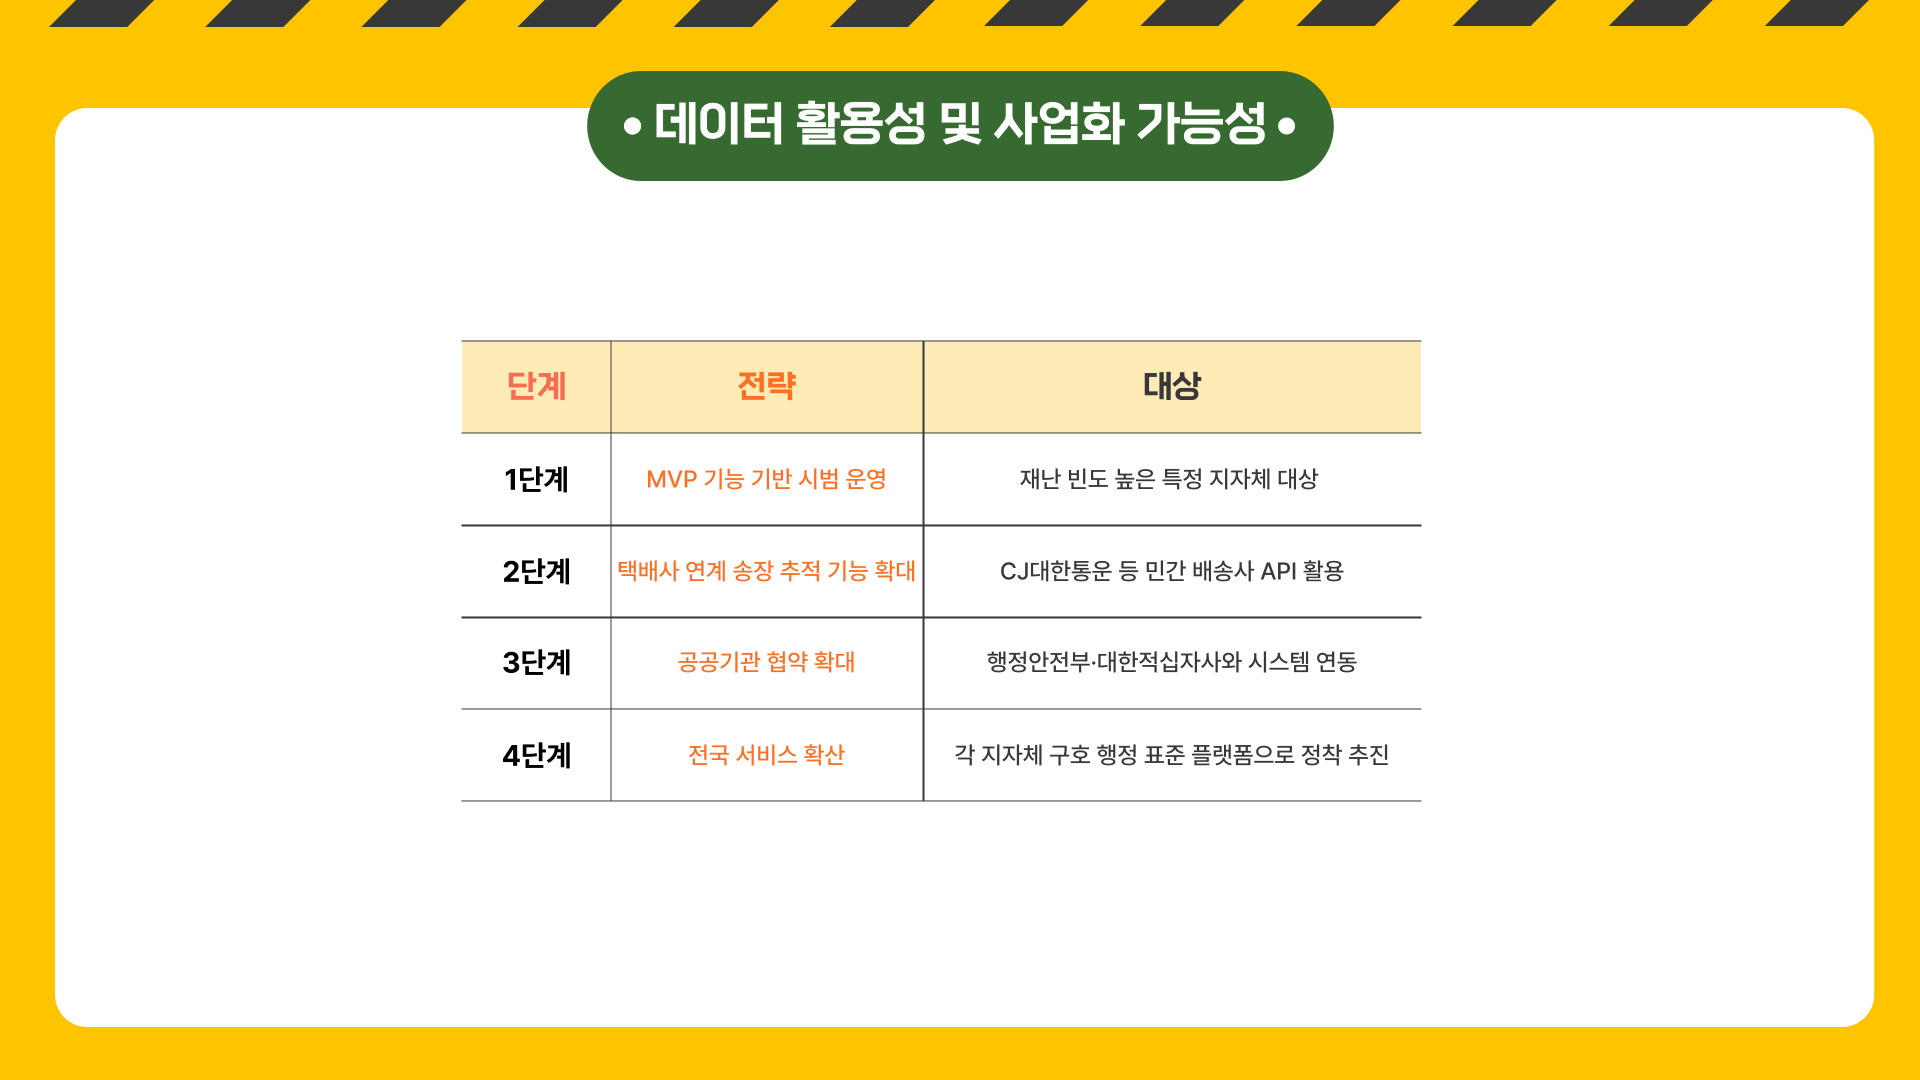 • 데이터 활용성 및 사업화 가능성 •
단계 전략 대상
1단계 MVP 기능 기반 시범 운영 재난 빈도 높은 특정 지자체 대상
2단계 택배사 연계 송장 추적 기능 확대 CJ대한통운 등 민간 배송사 API 활용
3단계 공공기관 협약 확대 행정안전부·대한적십자사와 시스템 연동
4단계 전국 서비스 확산 각 지자체 구호 행정 표준 플랫폼으로 정착 추진